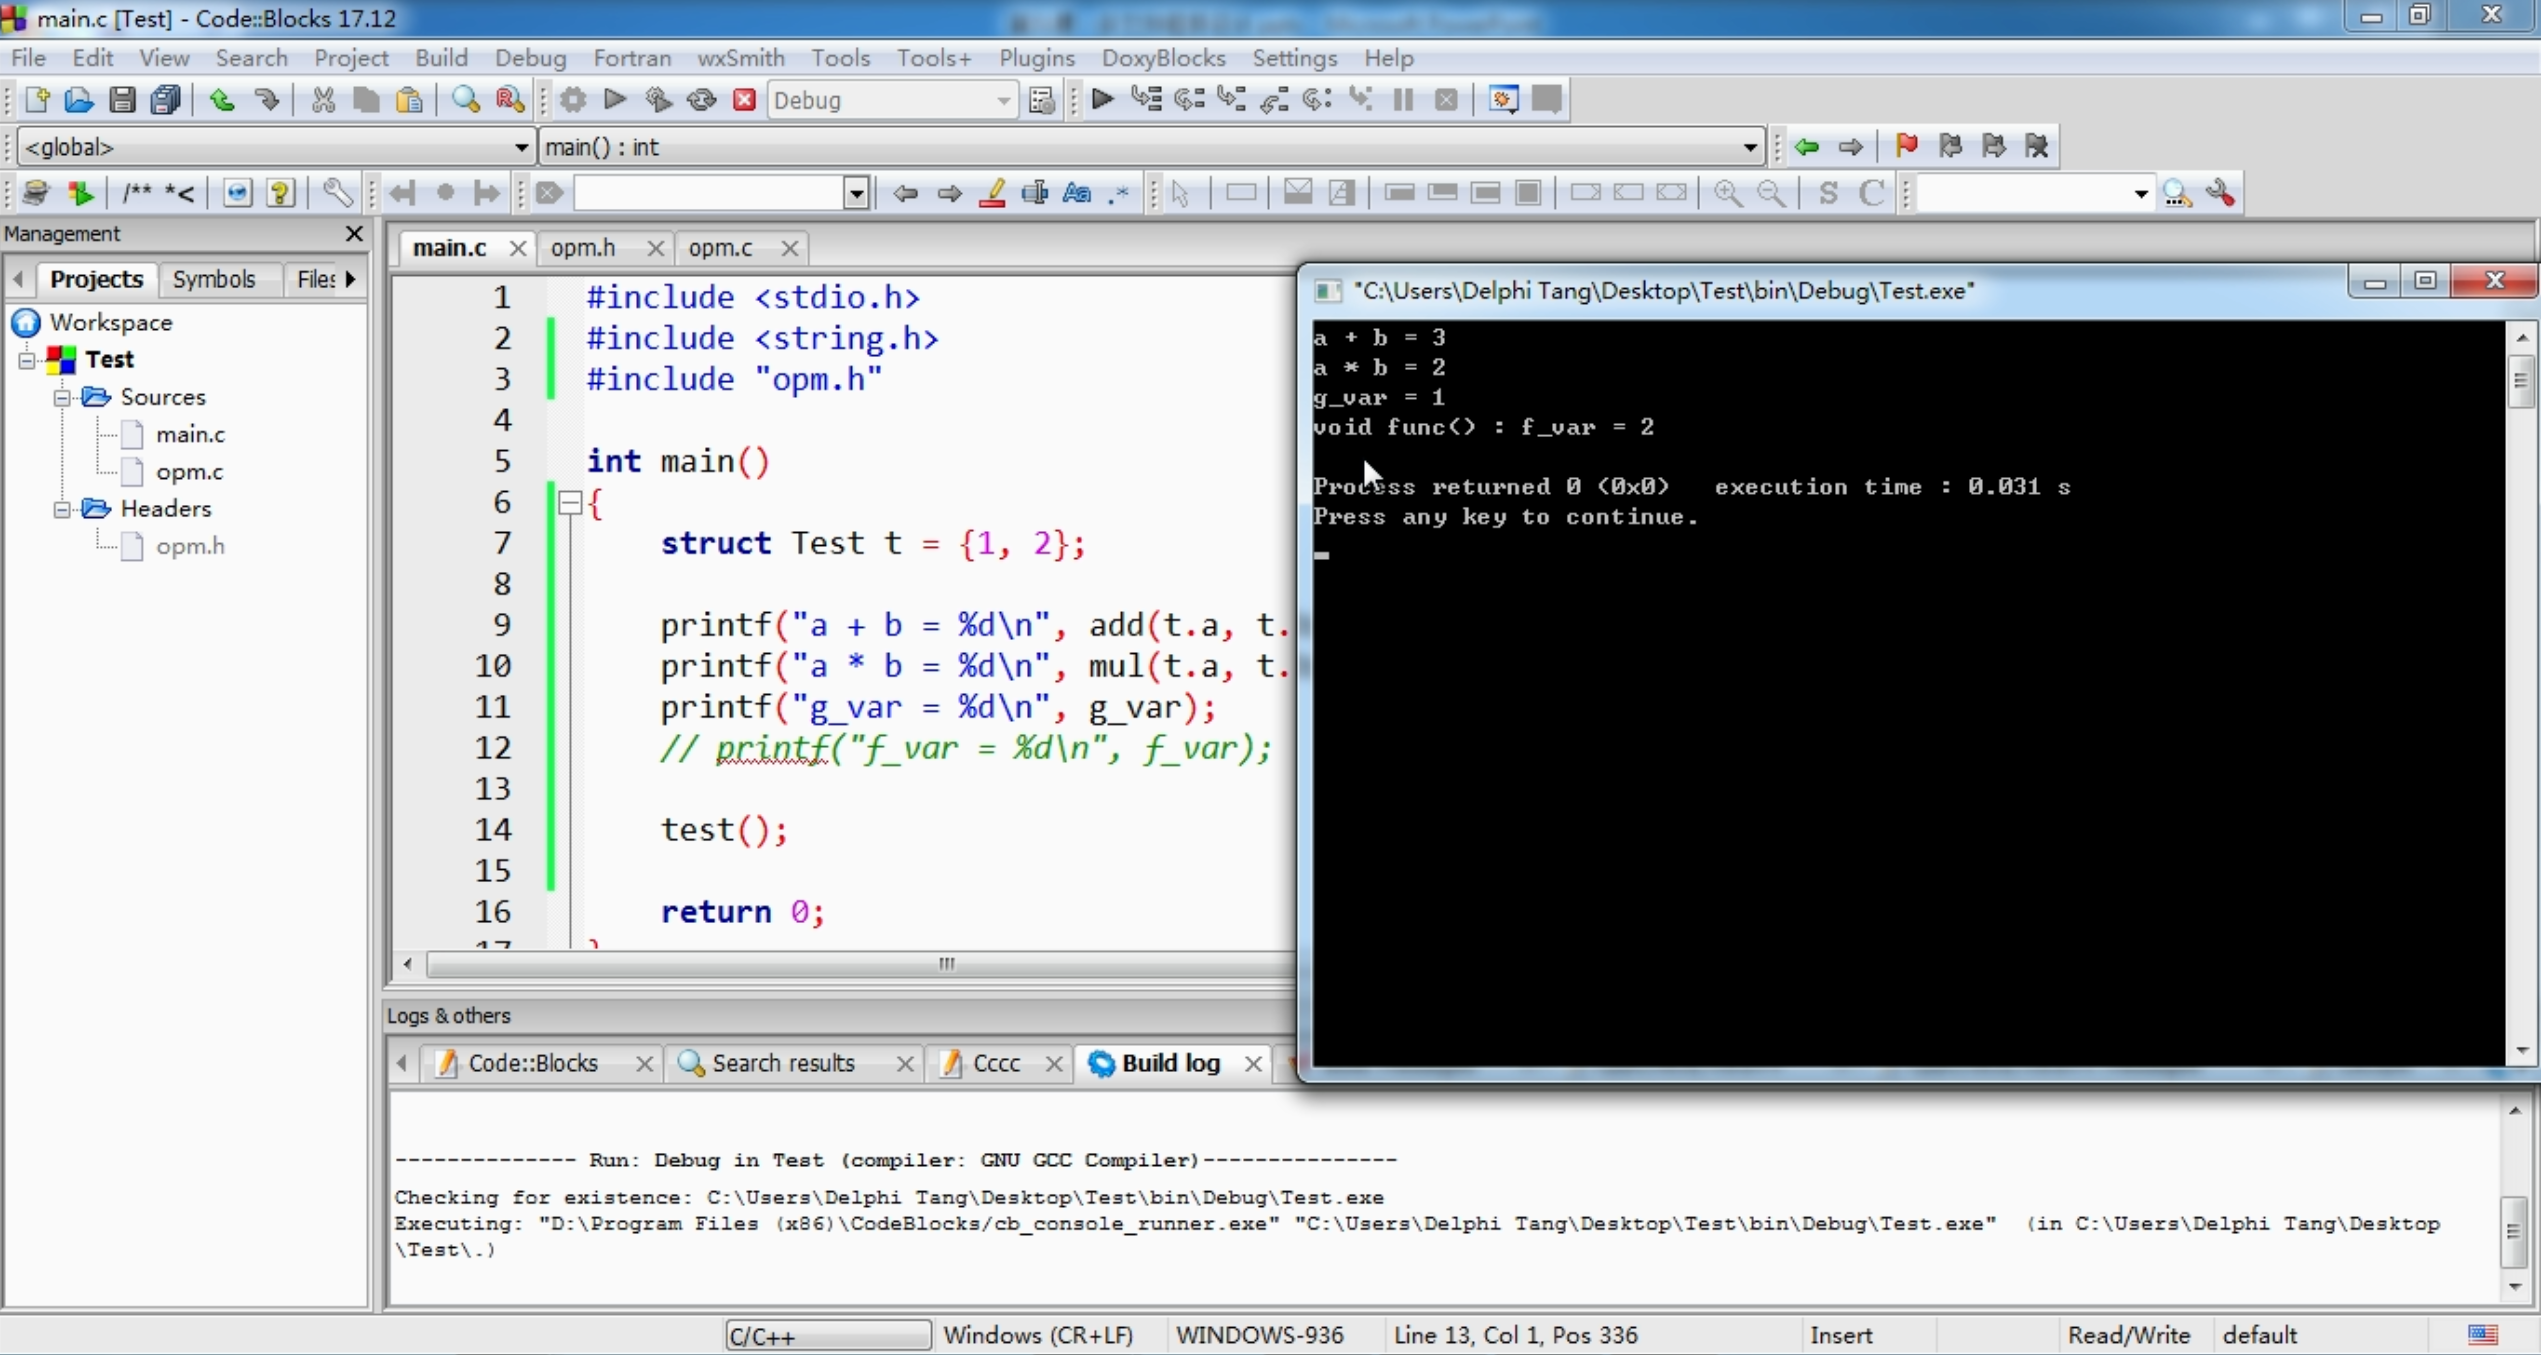 main.c [Test] - Code::Blocks 17.12
File Edit View Search Project Build Debug Fortran wxSmith Tools Tools+ Plugins DoxyBlocks Settings Help
Debug
<global> main() : int
/** *< Aa .* S C
Management
Projects Symbols Files
Workspace
Test
Sources
main.c
opm.c
Headers
opm.h
main.c opm.h opm.c
1 #include <stdio.h>
2 #include <string.h>
3 #include "opm.h"
4
5 int main()
6 {
7 struct Test t = {1, 2};
8
9 printf("a + b = %d\n", add(t.a, t.
10 printf("a * b = %d\n", mul(t.a, t.
11 printf("g_var = %d\n", g_var);
12 // printf("f_var = %d\n", f_var);
13
14 test();
15
16 return 0;
17 }
"C:\Users\Delphi Tang\Desktop\Test\bin\Debug\Test.exe"
a + b = 3
a * b = 2
g_var = 1
void func() : f_var = 2
Process returned 0 (0x0) execution time : 0.031 s
Press any key to continue.
Logs & others
Code::Blocks Search results Cccc Build log
-------------- Run: Debug in Test (compiler: GNU GCC Compiler)---------------
Checking for existence: C:\Users\Delphi Tang\Desktop\Test\bin\Debug\Test.exe
Executing: "D:\Program Files (x86)\CodeBlocks/cb_console_runner.exe" "C:\Users\Delphi Tang\Desktop\Test\bin\Debug\Test.exe" (in C:\Users\Delphi Tang\Desktop
\Test\.)
C/C++ Windows (CR+LF) WINDOWS-936 Line 13, Col 1, Pos 336 Insert Read/Write default